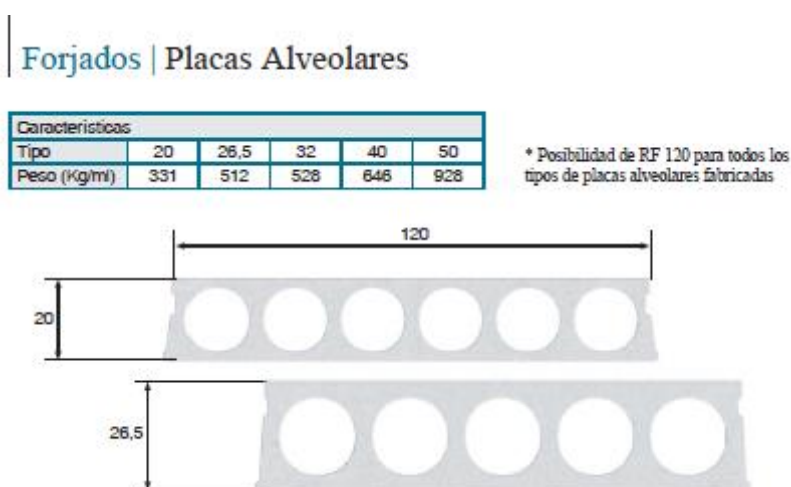 Forjados | Placas Alveolares
Características
Tipo 20 26,5 32 40 50
Peso (Kg/ml) 331 512 528 646 928
* Posibilidad de RF 120 para todos los
tipos de placas alveolares fabricadas
120
20
26,5